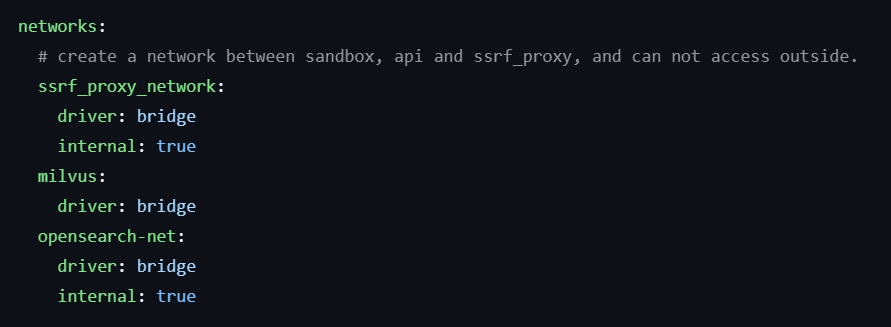 networks:
  # create a network between sandbox, api and ssrf_proxy, and can not access outside.
  ssrf_proxy_network:
    driver: bridge
    internal: true
  milvus:
    driver: bridge
  opensearch-net:
    driver: bridge
    internal: true